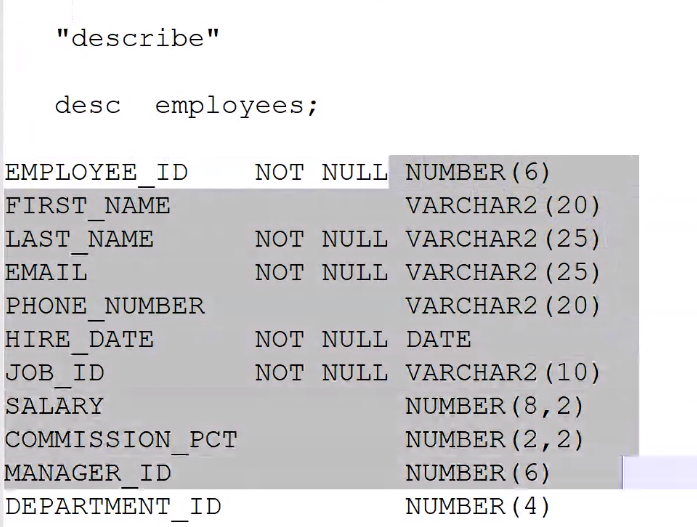 "describe"
desc employees;
EMPLOYEE_ID NOT NULL NUMBER(6)
FIRST_NAME VARCHAR2(20)
LAST_NAME NOT NULL VARCHAR2(25)
EMAIL NOT NULL VARCHAR2(25)
PHONE_NUMBER VARCHAR2(20)
HIRE_DATE NOT NULL DATE
JOB_ID NOT NULL VARCHAR2(10)
SALARY NUMBER(8,2)
COMMISSION_PCT NUMBER(2,2)
MANAGER_ID NUMBER(6)
DEPARTMENT_ID NUMBER(4)